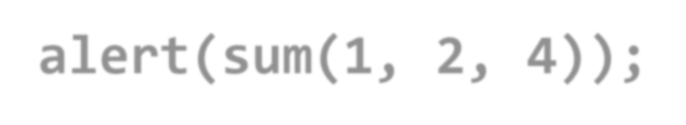 alert(sum(1, 2, 4));